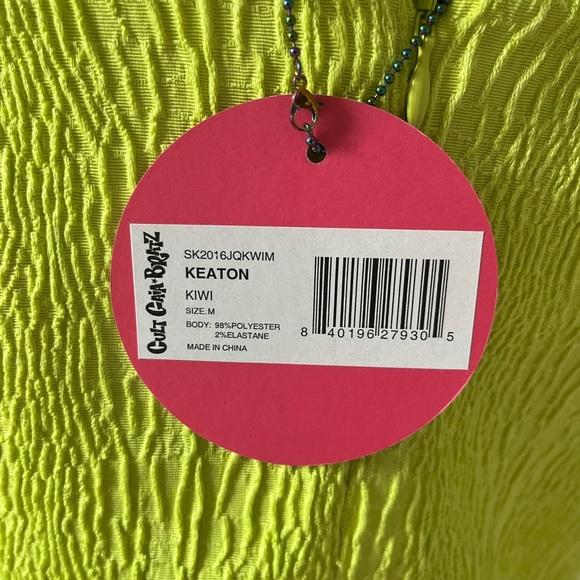 CULT GAIA★BRATZ
SK2016JQKWIM
KEATON
KIWI
SIZE: M
BODY: 98%POLYESTER
2%ELASTANE
MADE IN CHINA
8 40196 27930 5